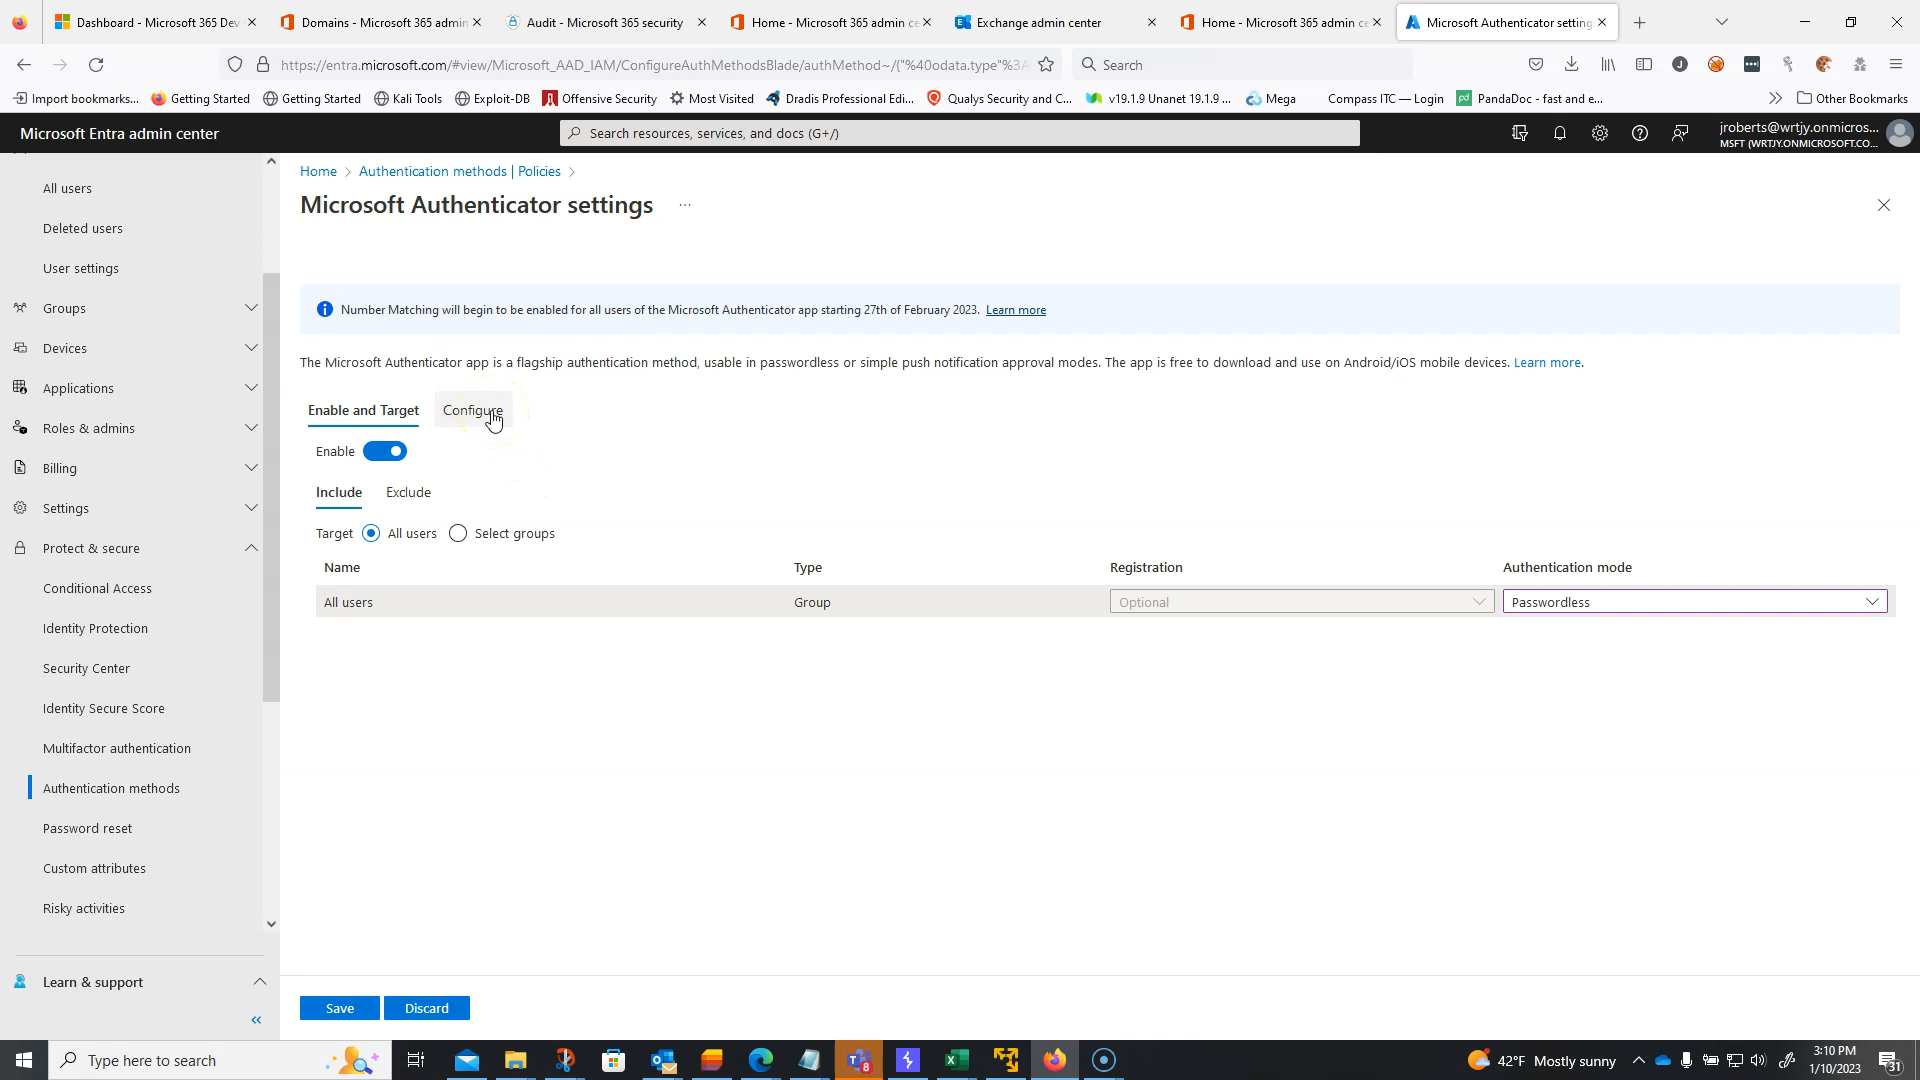 Dashboard - Microsoft 365 Dev
Domains - Microsoft 365 admin
Audit - Microsoft 365 security
Home - Microsoft 365 admin ce
Exchange admin center
Home - Microsoft 365 admin ce
Microsoft Authenticator setting
https://entra.microsoft.com/#view/Microsoft_AAD_IAM/ConfigureAuthMethodsBlade/authMethod~/{"%40odata.type"%3A
Search
Import bookmarks...
Getting Started
Getting Started
Kali Tools
Exploit-DB
Offensive Security
Most Visited
Dradis Professional Edi...
Qualys Security and C...
v19.1.9 Unanet 19.1.9 ...
Mega
Compass ITC — Login
PandaDoc - fast and e...
Other Bookmarks
Microsoft Entra admin center
Search resources, services, and docs (G+/)
jroberts@wrtjy.onmicros...
MSFT (WRTJY.ONMICROSOFT.CO...
All users
Deleted users
User settings
Groups
Devices
Applications
Roles & admins
Billing
Settings
Protect & secure
Conditional Access
Identity Protection
Security Center
Identity Secure Score
Multifactor authentication
Authentication methods
Password reset
Custom attributes
Risky activities
Learn & support
Home > Authentication methods | Policies >
Microsoft Authenticator settings ...
Number Matching will begin to be enabled for all users of the Microsoft Authenticator app starting 27th of February 2023. Learn more
The Microsoft Authenticator app is a flagship authentication method, usable in passwordless or simple push notification approval modes. The app is free to download and use on Android/iOS mobile devices. Learn more.
Enable and Target Configure
Enable
Include Exclude
Target All users Select groups
Name Type Registration Authentication mode
All users Group Optional Passwordless
Save Discard
Type here to search
8
42°F Mostly sunny
3:10 PM
1/10/2023
31